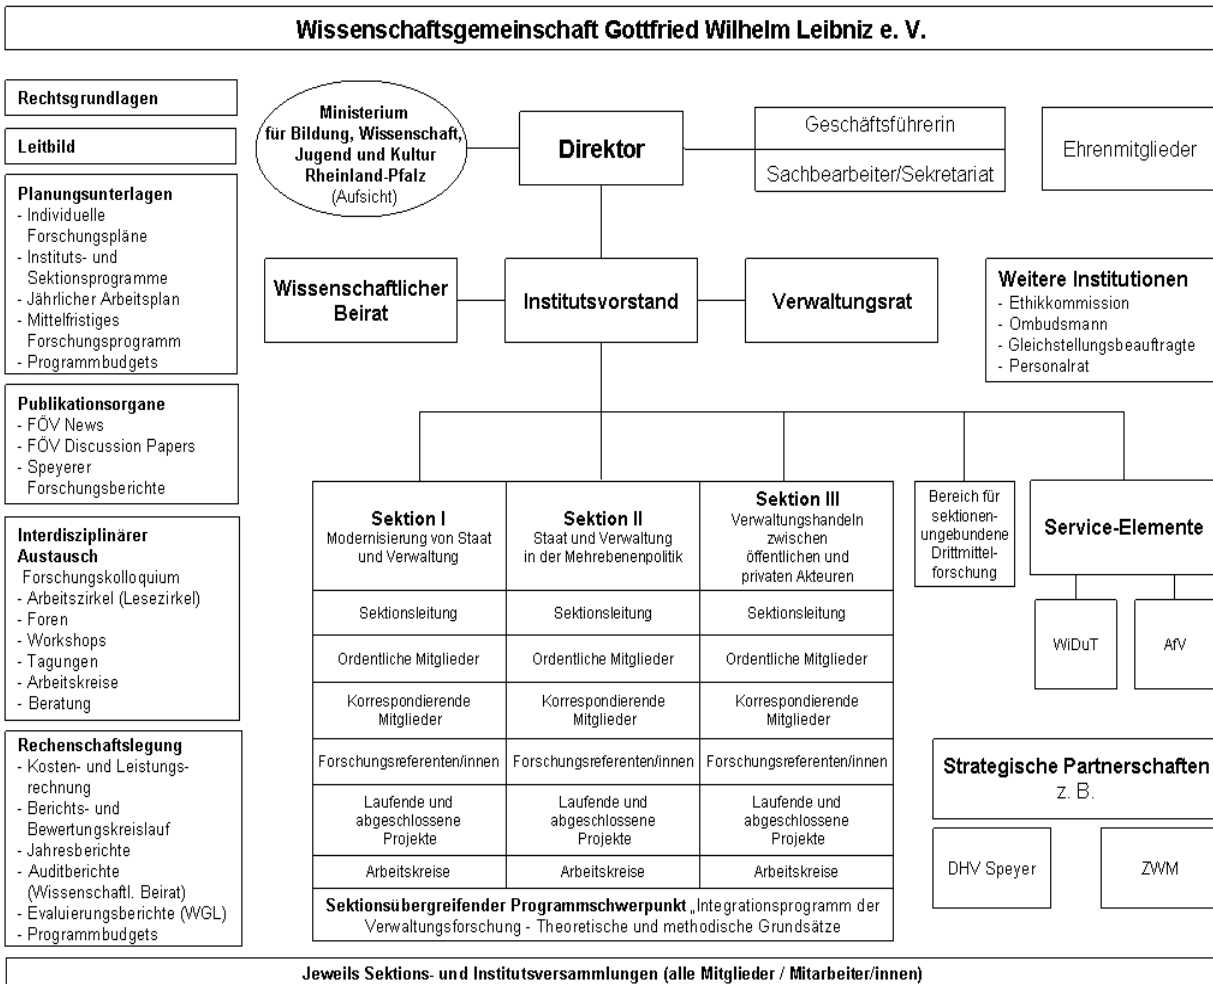 Wissenschaftsgemeinschaft Gottfried Wilhelm Leibniz e. V.
Rechtsgrundlagen
Leitbild
Planungsunterlagen
- Individuelle
Forschungspläne
- Instituts- und
Sektionsprogramme
- Jährlicher Arbeitsplan
- Mittelfristiges
Forschungsprogramm
- Programmbudgets
Publikationsorgane
- FÖV News
- FÖV Discussion Papers
- Speyerer
Forschungsberichte
Interdisziplinärer
Austausch
Forschungskolloquium
- Arbeitszirkel (Lesezirkel)
- Foren
- Workshops
- Tagungen
- Arbeitskreise
- Beratung
Rechenschaftslegung
- Kosten- und Leistungs-
rechnung
- Berichts- und
Bewertungskreislauf
- Jahresberichte
- Auditberichte
(Wissenschaftl. Beirat)
- Evaluierungsberichte (WGL)
- Programmbudgets
Ministerium
für Bildung, Wissenschaft,
Jugend und Kultur
Rheinland-Pfalz
(Aufsicht)
Direktor
Geschäftsführerin
Sachbearbeiter/Sekretariat
Ehrenmitglieder
Wissenschaftlicher
Beirat
Institutsvorstand
Verwaltungsrat
Weitere Institutionen
- Ethikkommission
- Ombudsmann
- Gleichstellungsbeauftragte
- Personalrat
Sektion I
Modernisierung von Staat
und Verwaltung
Sektionsleitung
Ordentliche Mitglieder
Korrespondierende
Mitglieder
Forschungsreferenten/innen
Laufende und
abgeschlossene
Projekte
Arbeitskreise
Sektion II
Staat und Verwaltung
in der Mehrebenenpolitik
Sektionsleitung
Ordentliche Mitglieder
Korrespondierende
Mitglieder
Forschungsreferenten/innen
Laufende und
abgeschlossene
Projekte
Arbeitskreise
Sektion III
Verwaltungshandeln
zwischen
öffentlichen und
privaten Akteuren
Sektionsleitung
Ordentliche Mitglieder
Korrespondierende
Mitglieder
Forschungsreferenten/innen
Laufende und
abgeschlossene
Projekte
Arbeitskreise
Sektionsübergreifender Programmschwerpunkt „Integrationsprogramm der
Verwaltungsforschung - Theoretische und methodische Grundsätze
Bereich für
sektionen-
ungebundene
Drittmittel-
forschung
Service-Elemente
WiDuT
AfV
Strategische Partnerschaften
z. B.
DHV Speyer
ZWM
Jeweils Sektions- und Institutsversammlungen (alle Mitglieder / Mitarbeiter/innen)